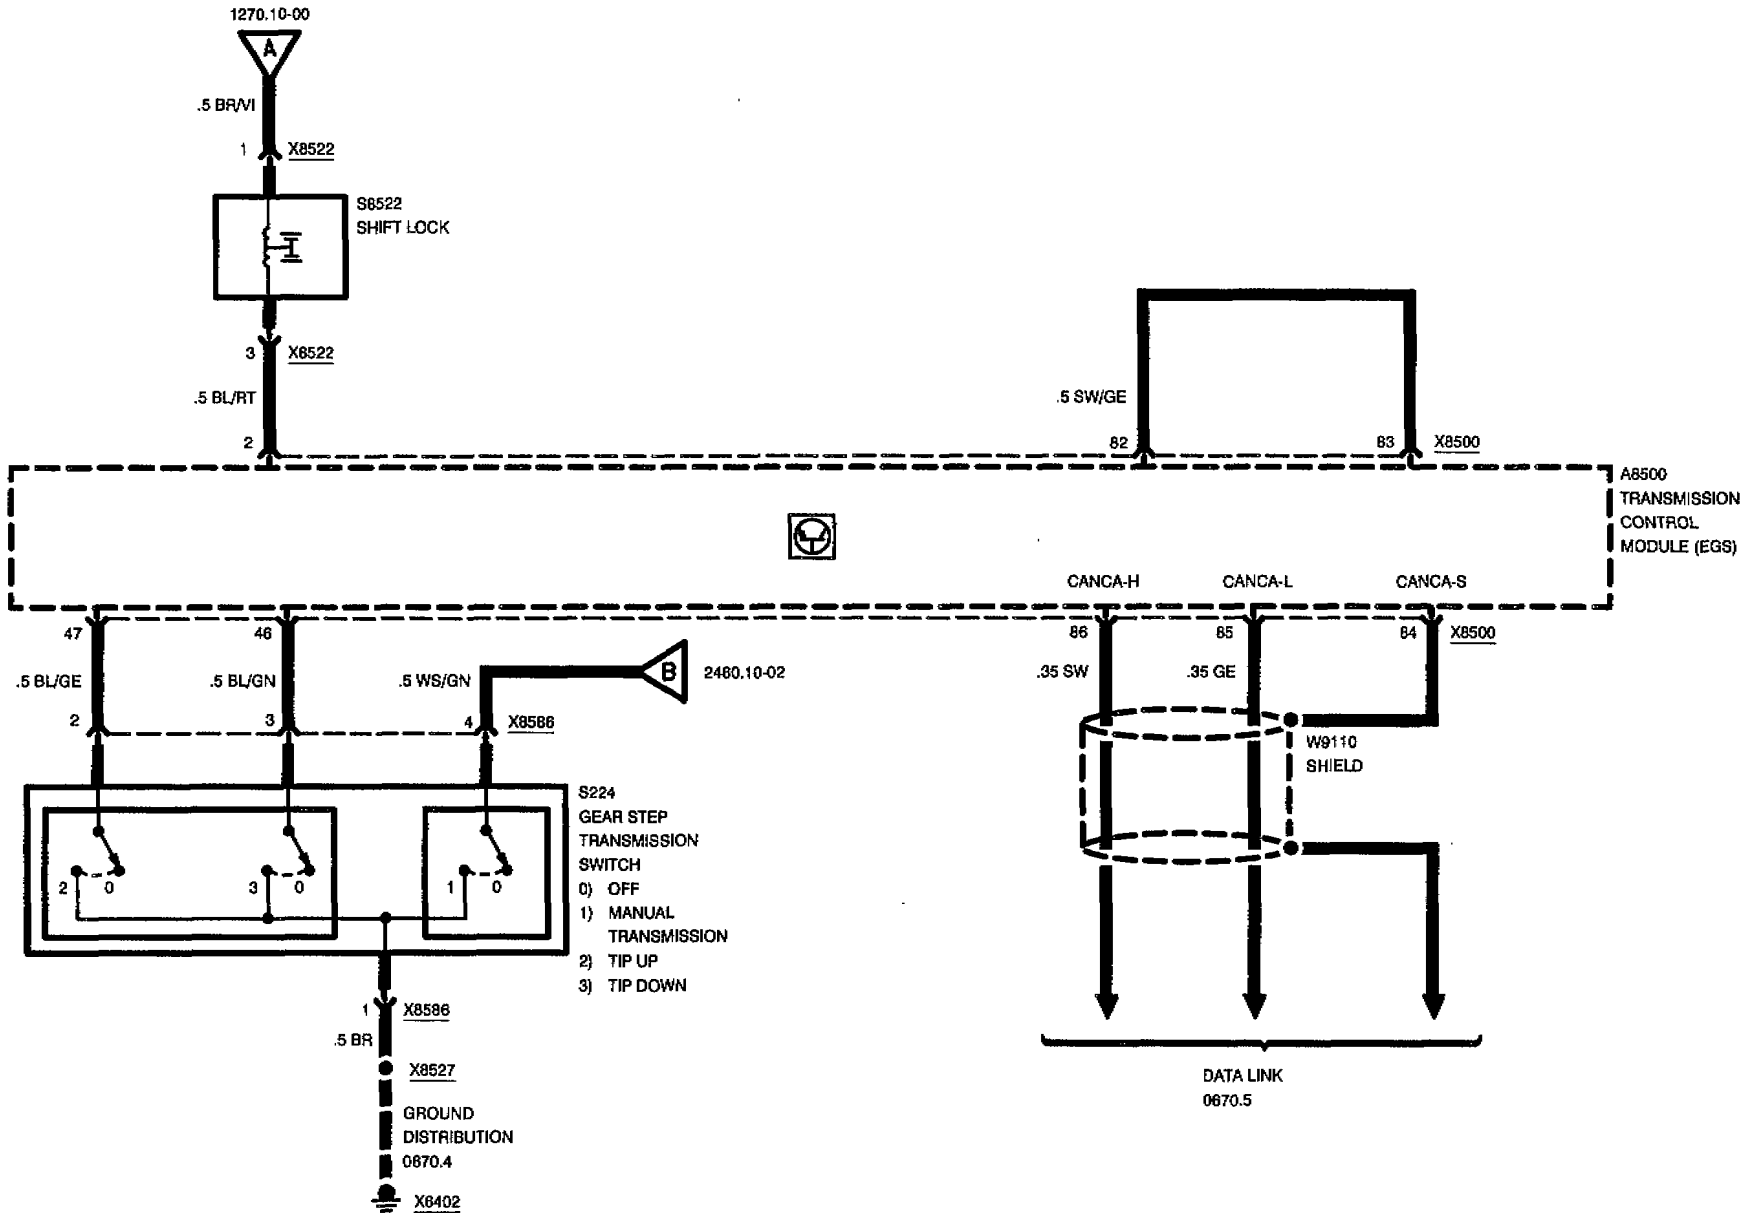 1270.10-00
A
.5 BR/VI
1 X8522
S8522
SHIFT LOCK
3 X8522
.5 BL/RT
.5 SW/GE
2
82
83 X8500
A8500
TRANSMISSION
CONTROL
MODULE (EGS)
CANCA-H
CANCA-L
CANCA-S
47
46
86
85
84 X8500
.5 BL/GE
.5 BL/GN
.5 WS/GN
B
2460.10-02
.35 SW
.35 GE
2
3
4 X8586
W9110
SHIELD
S224
GEAR STEP
TRANSMISSION
SWITCH
0) OFF
1) MANUAL
TRANSMISSION
2) TIP UP
3) TIP DOWN
2 0
3 0
1 0
1 X8586
.5 BR
X8527
GROUND
DISTRIBUTION
0670.4
X6402
DATA LINK
0670.5